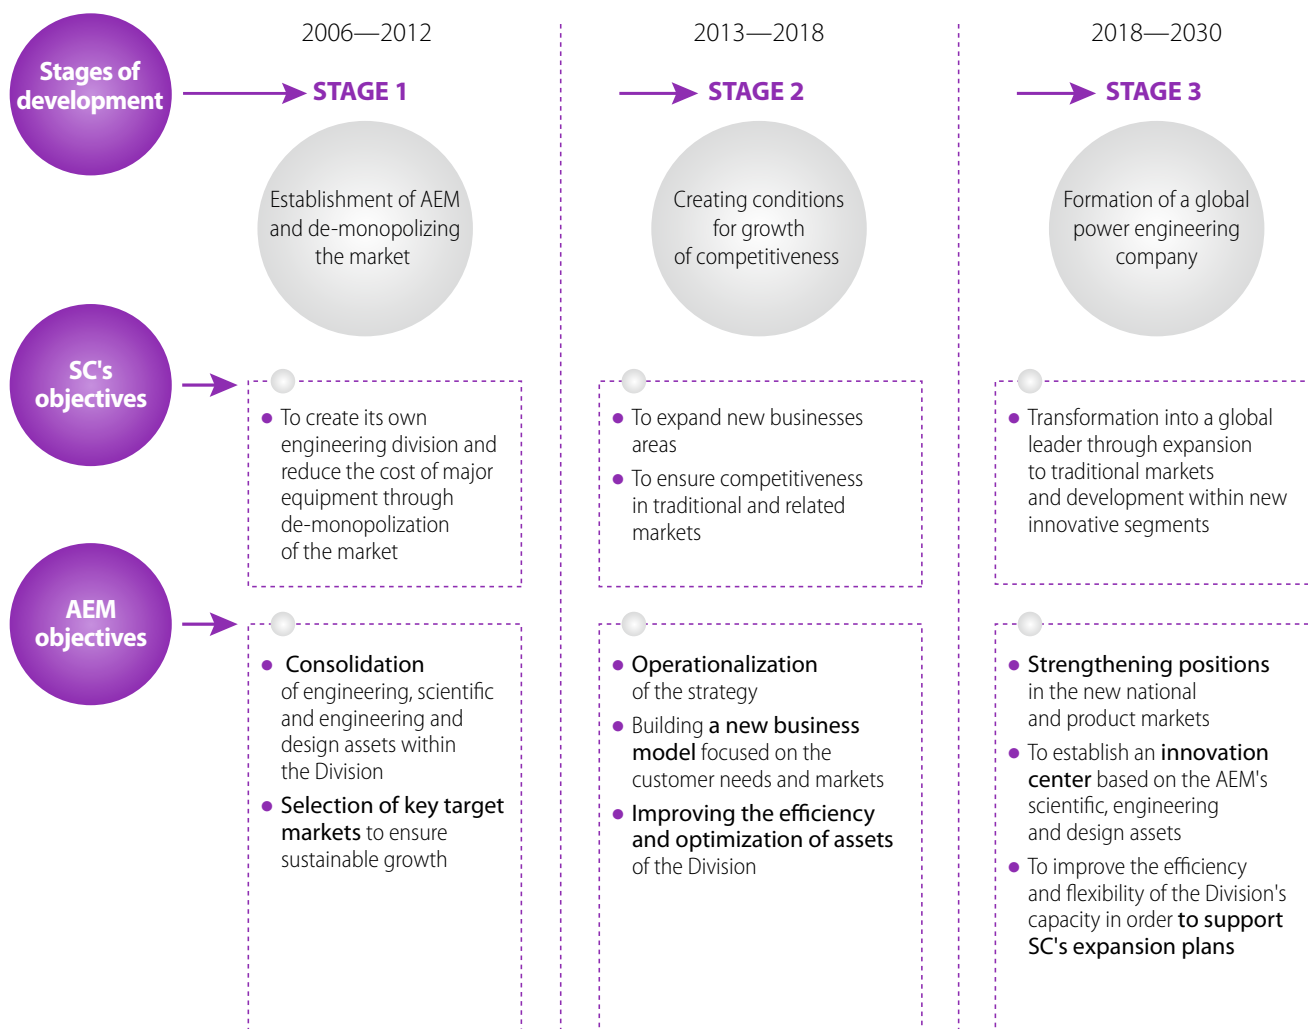 2006—2012
2013—2018
2018—2030
Stages of
development
STAGE 1
STAGE 2
STAGE 3
Establishment of AEM
and de-monopolizing
the market
Creating conditions
for growth
of competitiveness
Formation of a global
power engineering
company
SC's
objectives
• To create its own
engineering division and
reduce the cost of major
equipment through
de-monopolization
of the market
• To expand new businesses
areas
• To ensure competitiveness
in traditional and related
markets
• Transformation into a global
leader through expansion
to traditional markets
and development within new
innovative segments
AEM
objectives
• Consolidation
of engineering, scientific
and engineering and
design assets within
the Division
• Selection of key target
markets to ensure
sustainable growth
• Operationalization
of the strategy
• Building a new business
model focused on the
customer needs and markets
• Improving the efficiency
and optimization of assets
of the Division
• Strengthening positions
in the new national
and product markets
• To establish an innovation
center based on the AEM's
scientific, engineering
and design assets
• To improve the efficiency
and flexibility of the Division's
capacity in order to support
SC's expansion plans